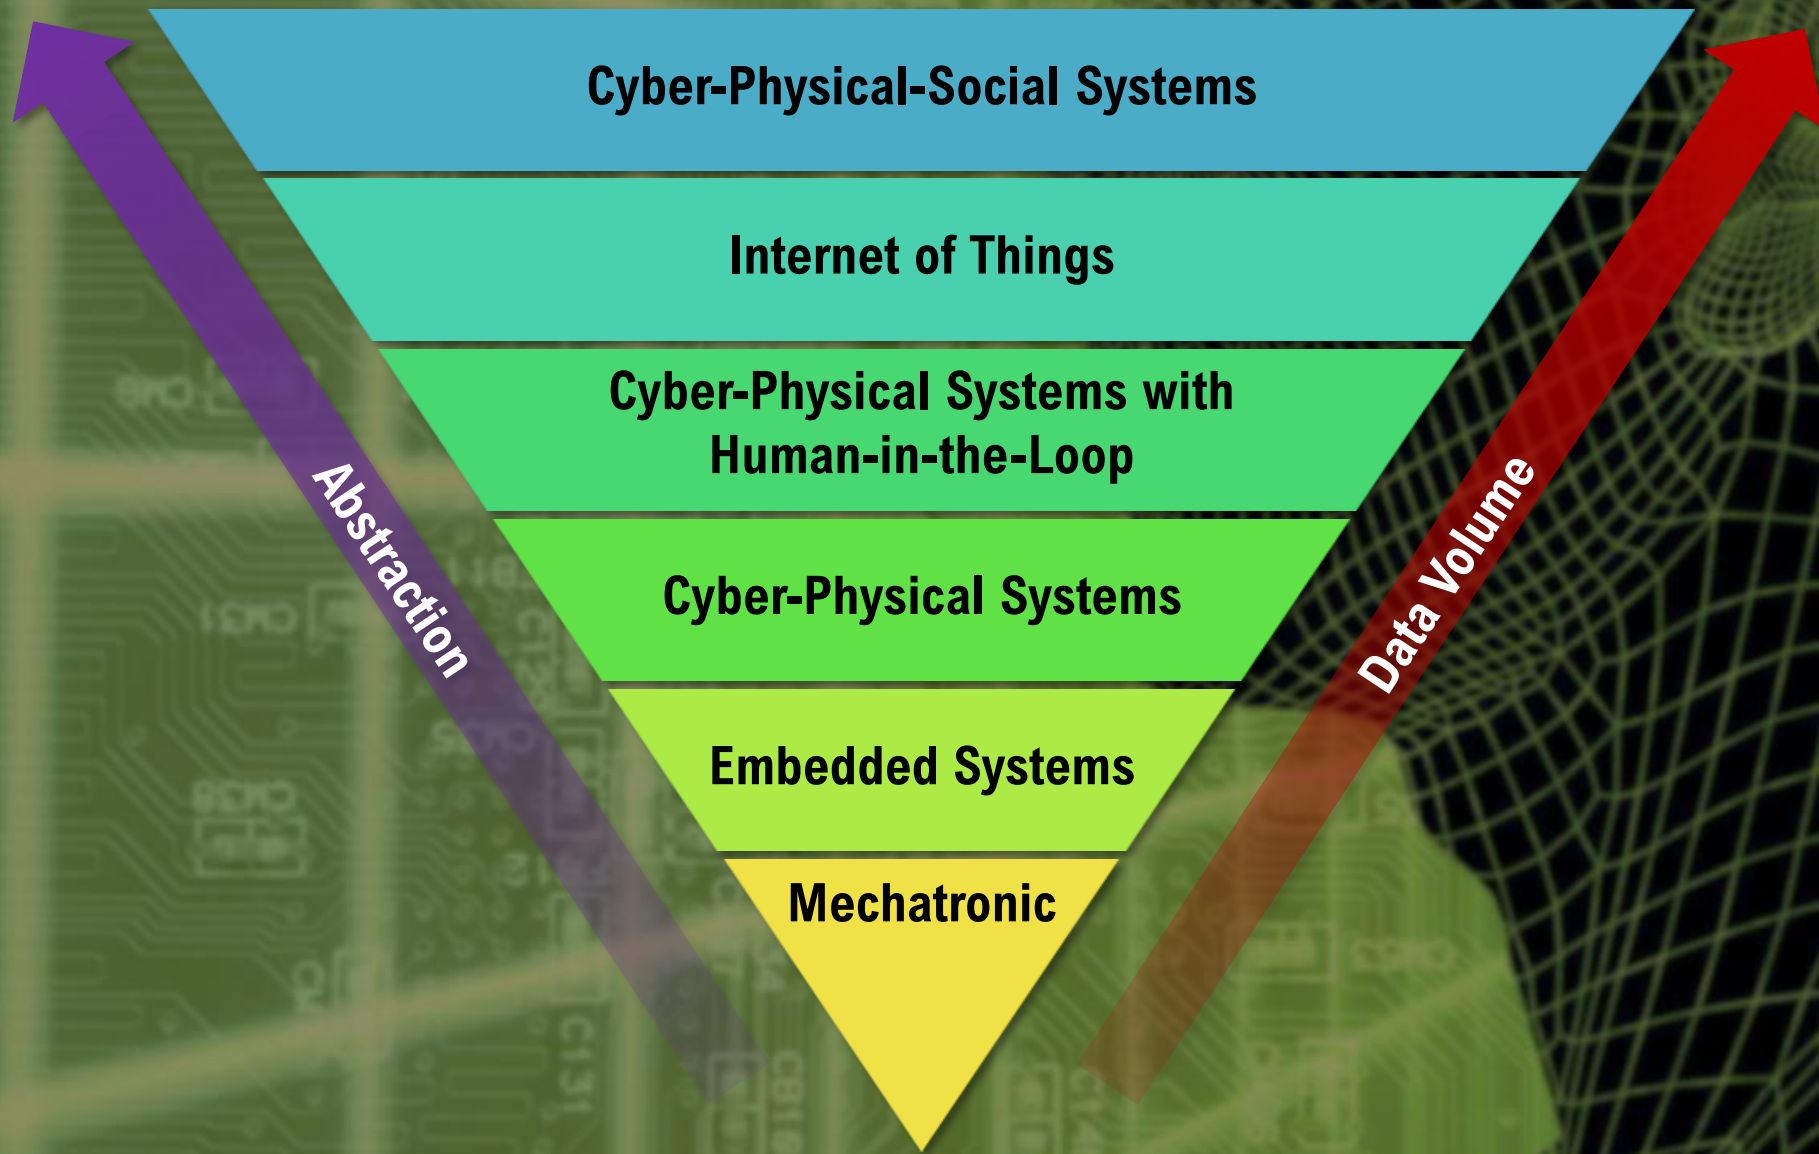 Cyber-Physical-Social Systems
Internet of Things
Cyber-Physical Systems with
Human-in-the-Loop
Abstraction
Data Volume
Cyber-Physical Systems
Embedded Systems
Mechatronic